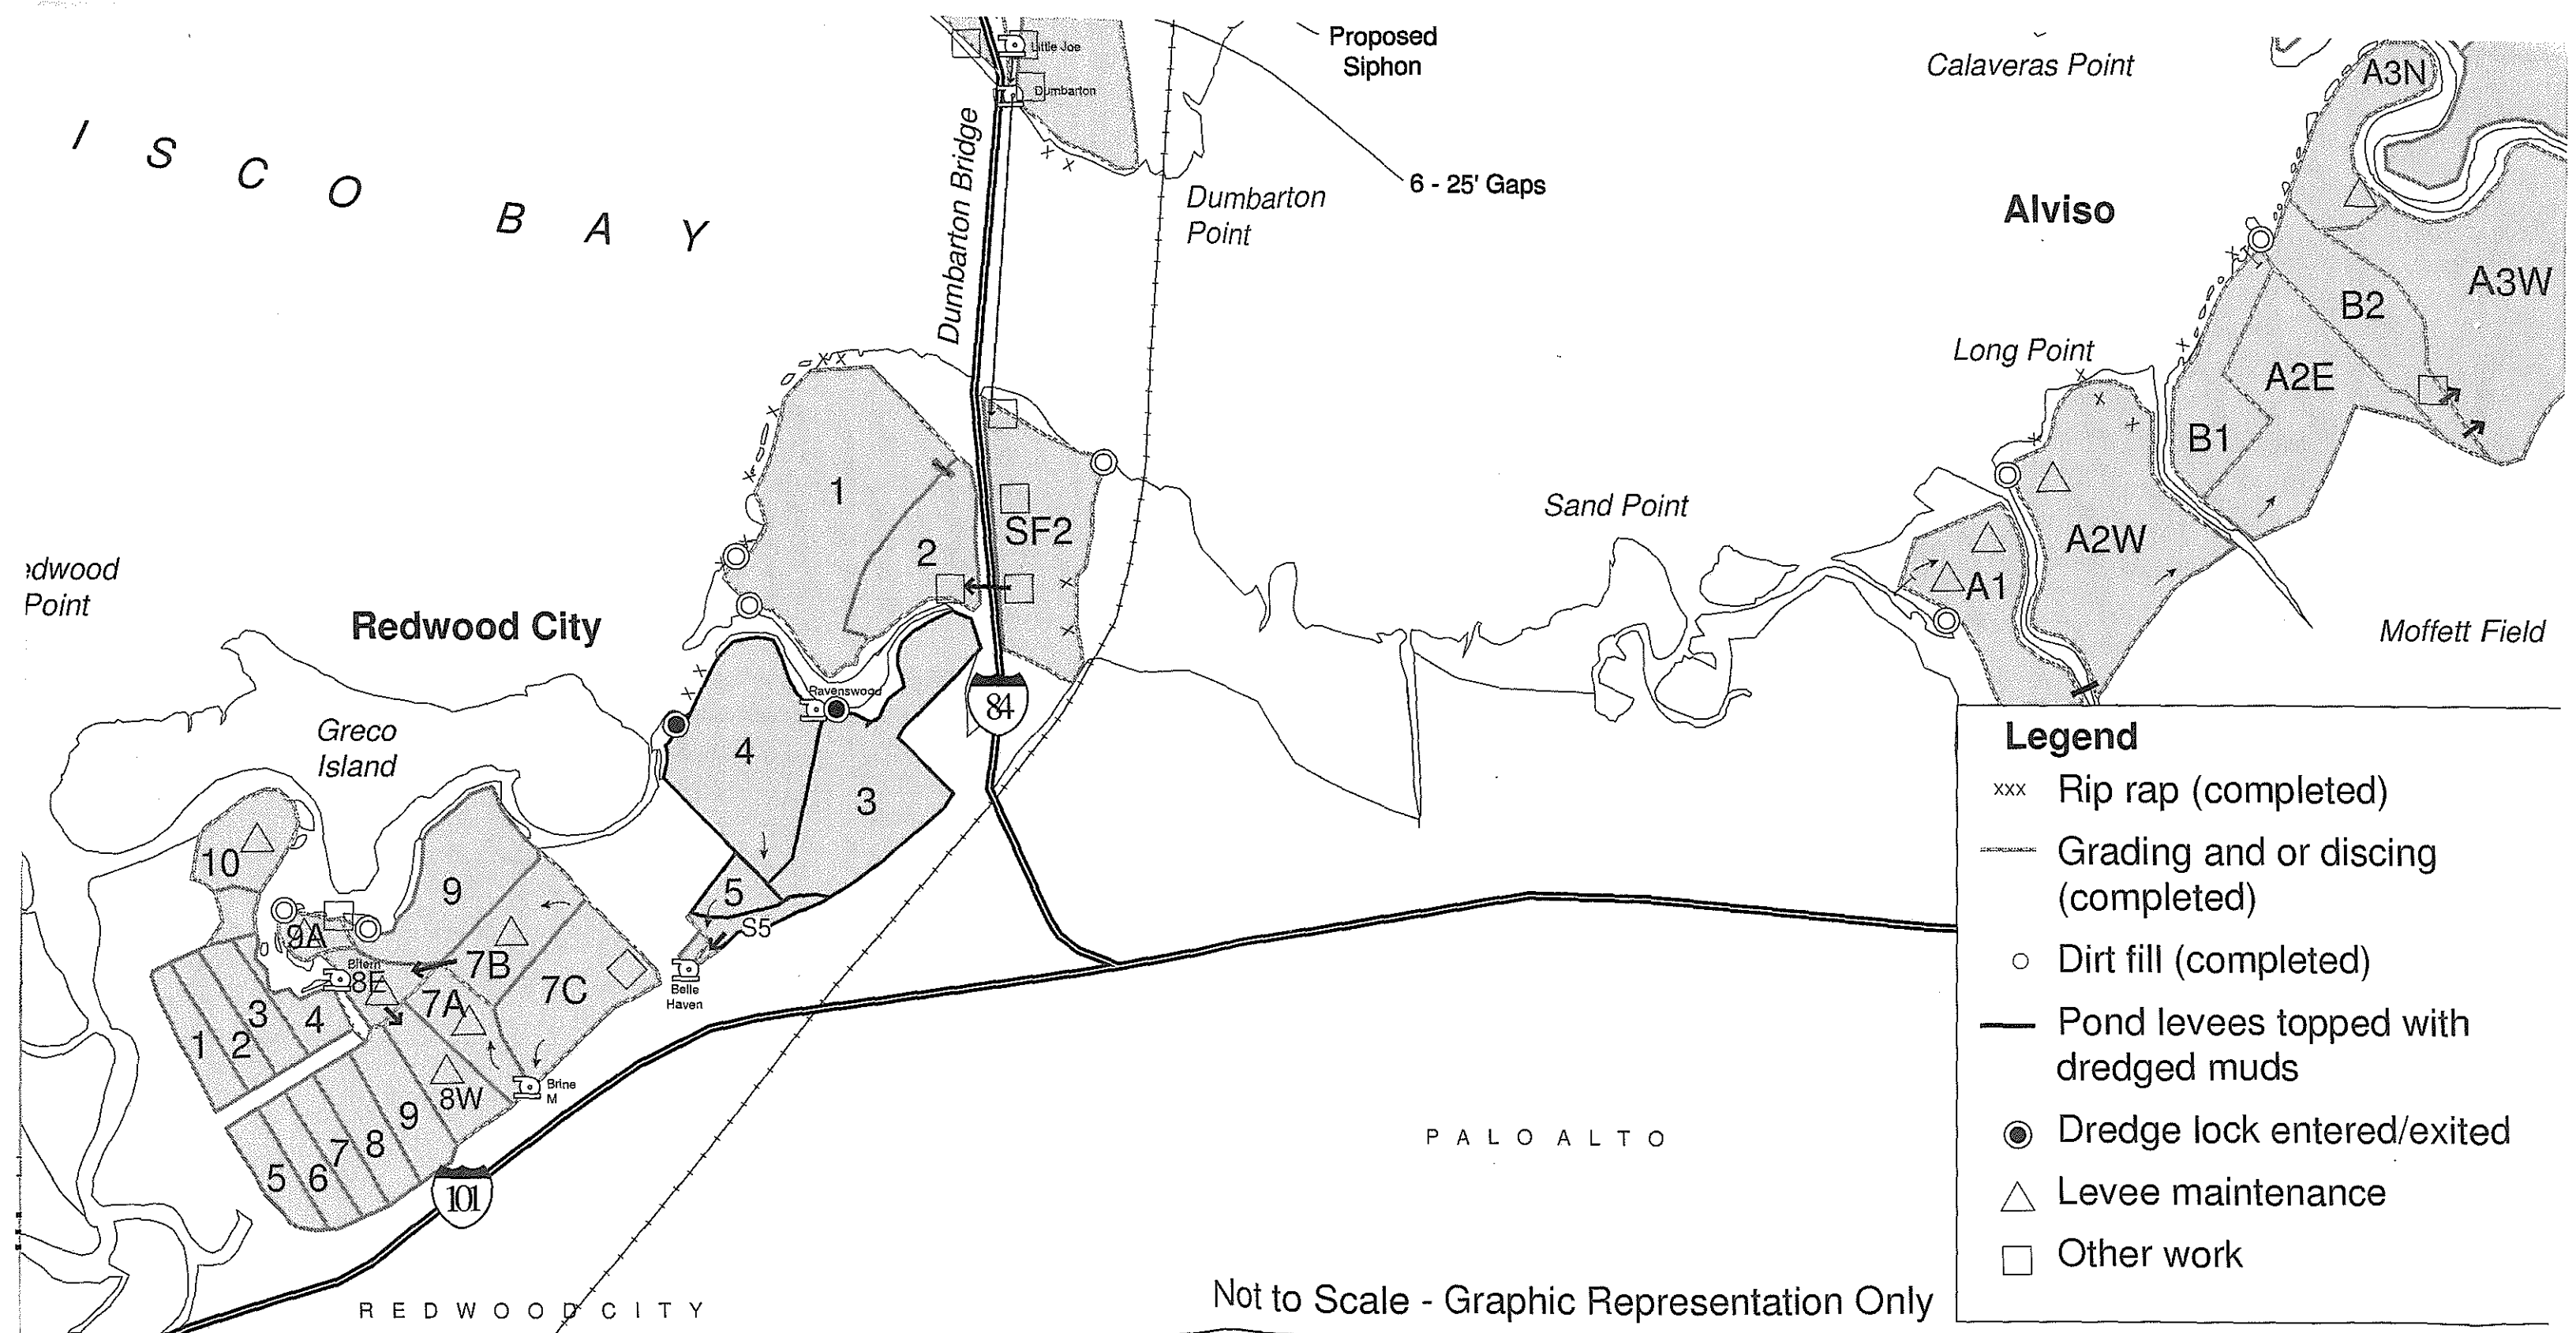 Little Joe
Dumbarton
Proposed
Siphon
6 - 25' Gaps
Calaveras Point
A3N
I S C O B A Y
Dumbarton Bridge
Dumbarton
Point
Alviso
A3W
B2
Long Point
A2E
B1
1
2
SF2
Sand Point
A2W
A1
Moffett Field
edwood
Point
Redwood City
Ravenswood
84
Greco
Island
4
3
5
S5
Belle
Haven
10
9
9A
Bitern
8E
7B
7A
7C
1
2
3
4
Brine
M
8W
9
8
7
6
5
101
PALO ALTO
REDWOOD CITY
Legend
xxx Rip rap (completed)
Grading and or discing
(completed)
Dirt fill (completed)
Pond levees topped with
dredged muds
Dredge lock entered/exited
Levee maintenance
Other work
Not to Scale - Graphic Representation Only